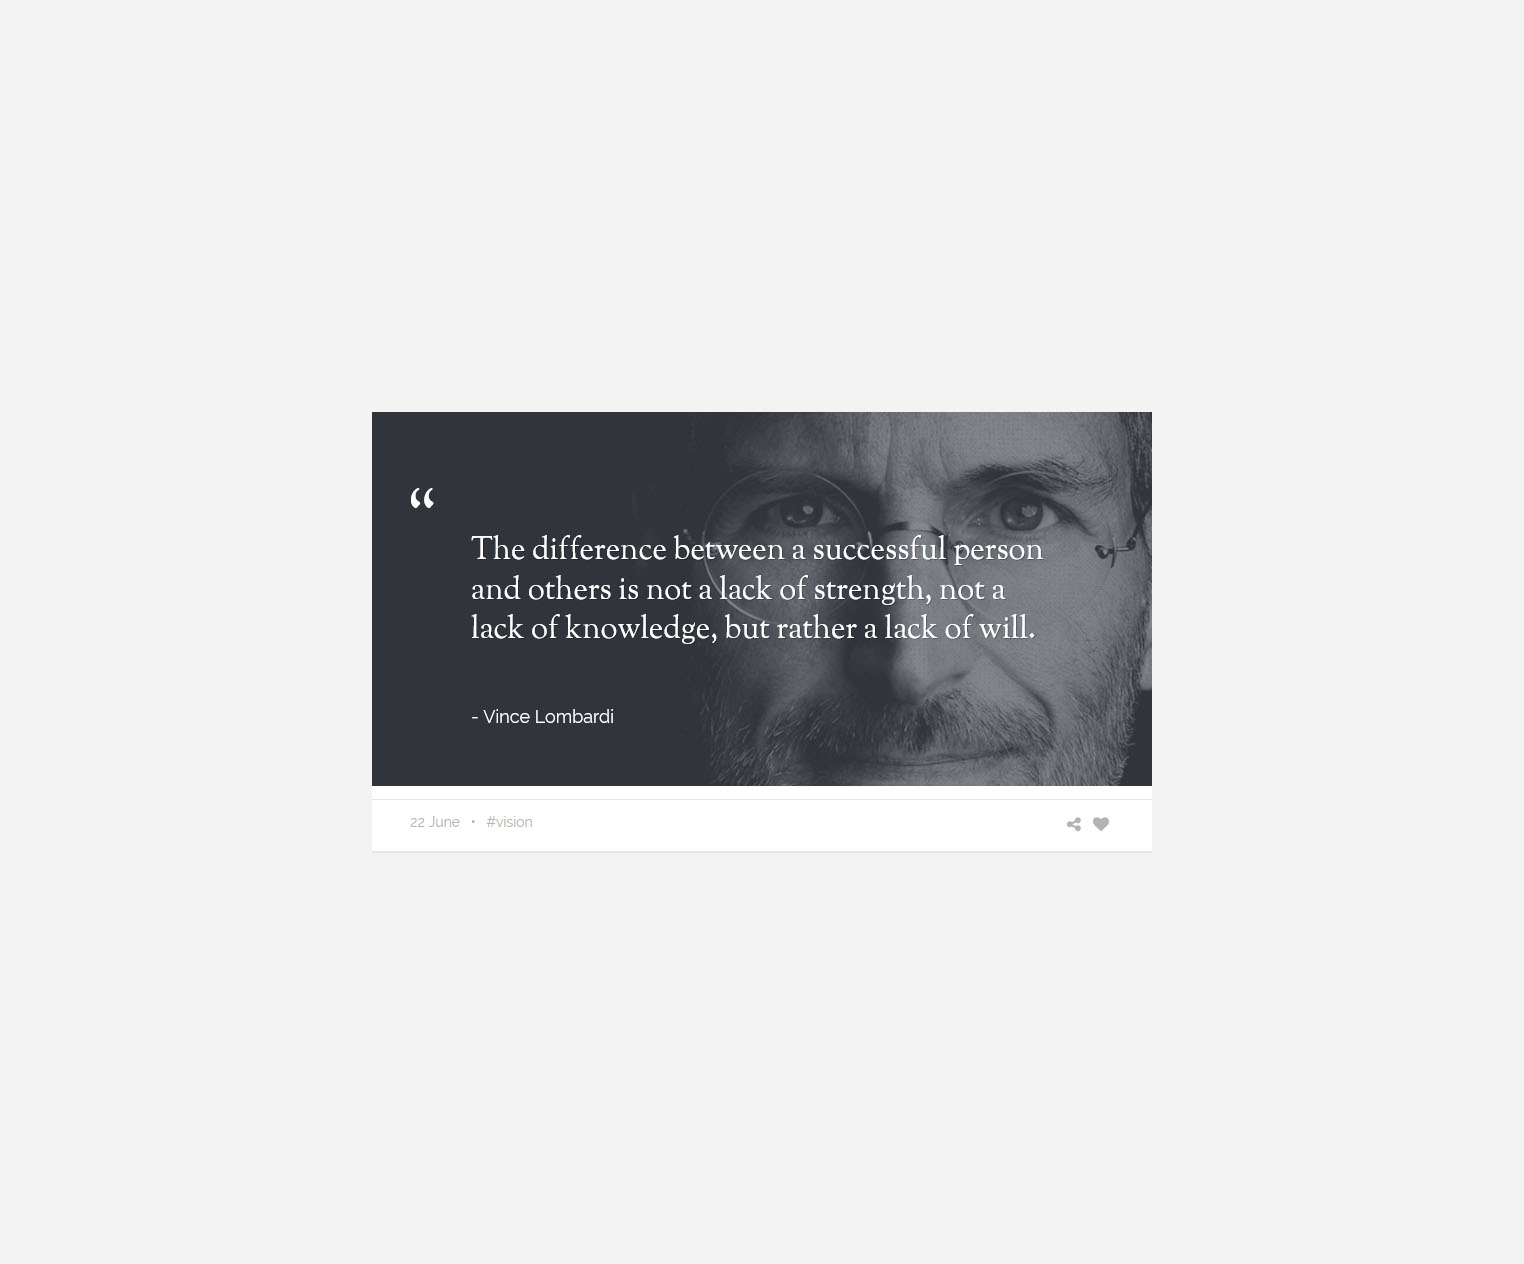 “
The difference between a successful person
and others is not a lack of strength, not a
lack of knowledge, but rather a lack of will.
- Vince Lombardi
22 June • #vision